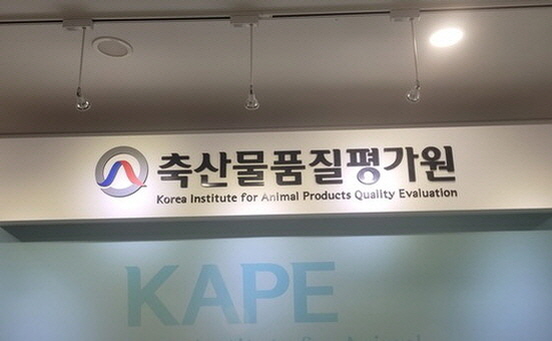 축산물품질평가원
Korea Institute for Animal Products Quality Evaluation
KAPE